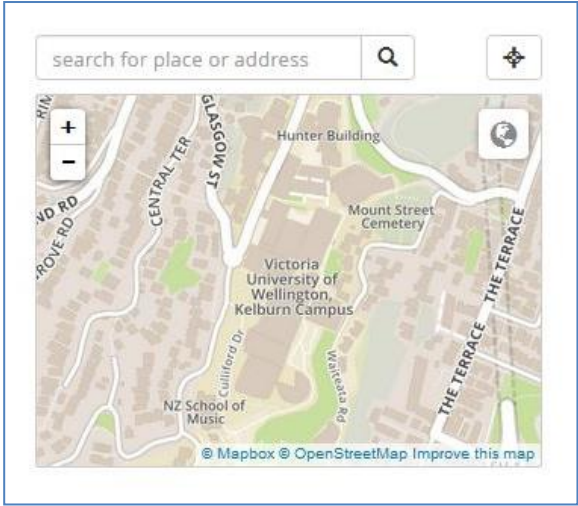 search for place or address
+
-
GLASGOW ST
CENTRAL TER
Hunter Building
ND RD
GROVE RD
Mount Street
Cemetery
THE TERRACE
Victoria
University of
Wellington,
Kelburn Campus
Culliford Dr
Waiteata Rd
THE TERRACE
NZ School of
Music
© Mapbox © OpenStreetMap Improve this map